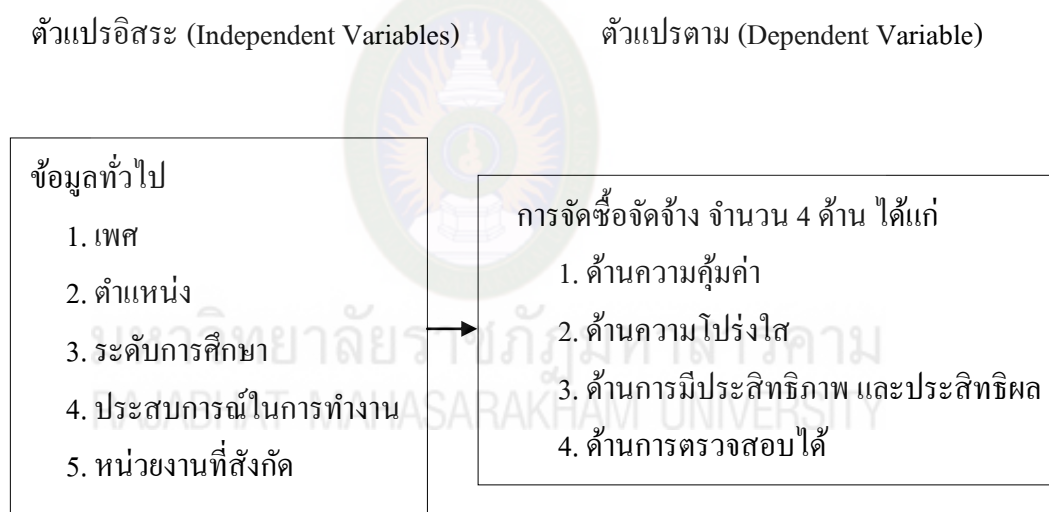 ตัวแปรอิสระ (Independent Variables) ตัวแปรตาม (Dependent Variable)
ข้อมูลทั่วไป
1. เพศ
2. ตำแหน่ง
3. ระดับการศึกษา
4. ประสบการณ์ในการทำงาน
5. หน่วยงานที่สังกัด
การจัดซื้อจัดจ้าง จำนวน 4 ด้าน ได้แก่
1. ด้านความคุ้มค่า
2. ด้านความโปร่งใส
3. ด้านการมีประสิทธิภาพ และประสิทธิผล
4. ด้านการตรวจสอบได้
มหาวิทยาลัยราชภัฏมหาสารคาม
RAJABHAT MAHASARAKHAM UNIVERSITY